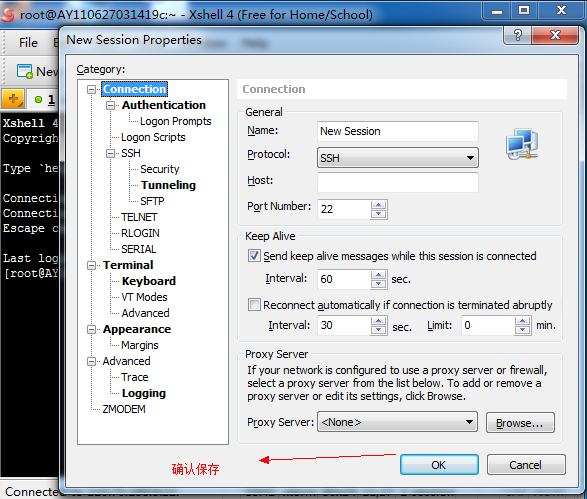 root@AY110627031419c:~ - Xshell 4 (Free for Home/School)
New Session Properties
File
Help
New
1
Xshell 4
Copyrigh
Type `he
Connecti
Connecti
Escape c
Last log
[root@AY
Category:
Connection
Authentication
Logon Prompts
Logon Scripts
SSH
Security
Tunneling
SFTP
TELNET
RLOGIN
SERIAL
Terminal
Keyboard
VT Modes
Advanced
Appearance
Margins
Advanced
Trace
Logging
ZMODEM
Connection
General
Name: New Session
Protocol: SSH
Host:
Port Number: 22
Keep Alive
Send keep alive messages while this session is connected
Interval: 60 sec.
Reconnect automatically if connection is terminated abruptly
Interval: 30 sec. Limit: 0 min.
Proxy Server
If your network is configured to use a proxy server or firewall,
select a proxy server from the list below. To add or remove a
proxy server or edit its settings, click Browse.
Proxy Server: <None> Browse...
确认保存
OK Cancel